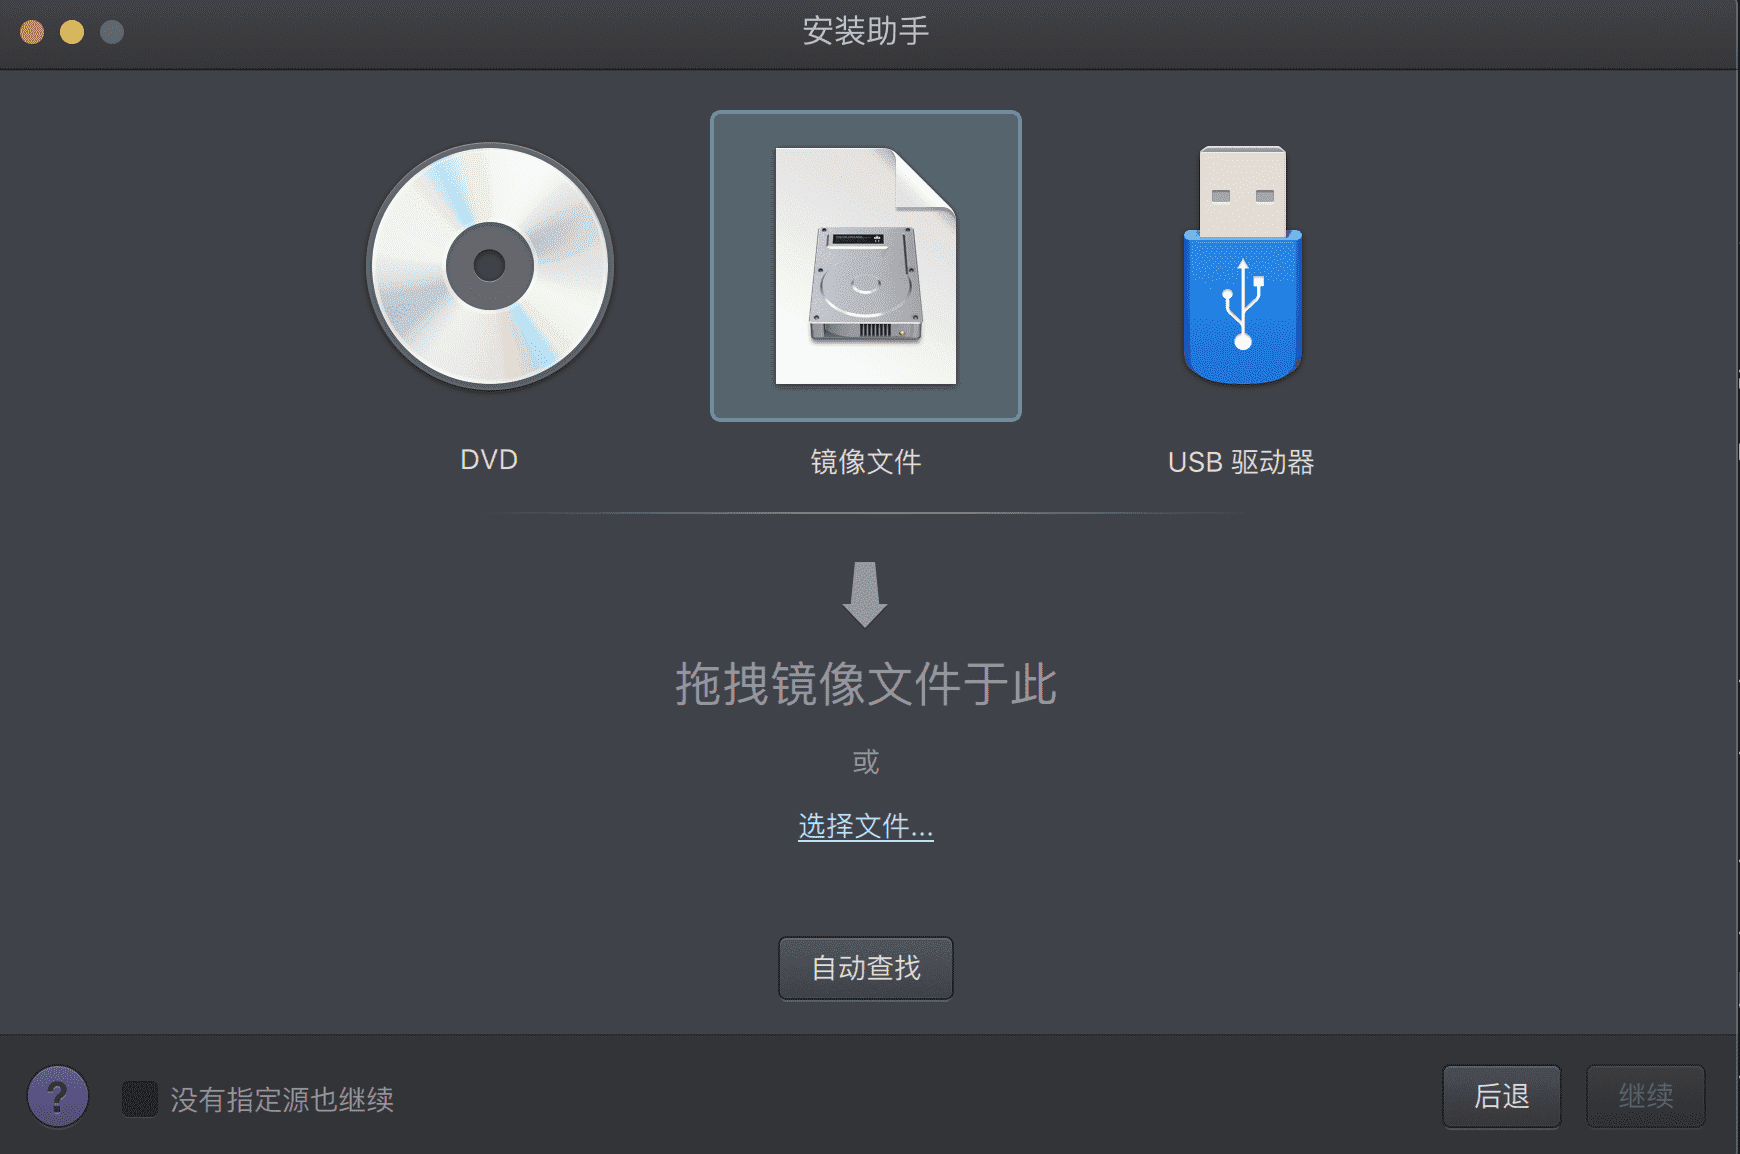 安装助手
DVD
镜像文件
USB 驱动器
拖拽镜像文件于此
或
选择文件...
自动查找
?
没有指定源也继续
后退
继续